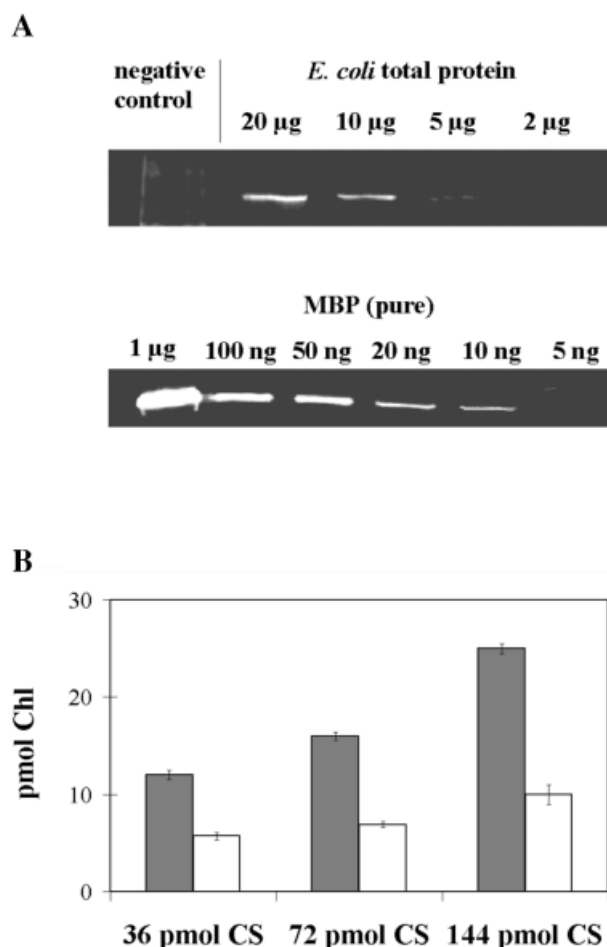 A
negative control
E. coli total protein
20 µg 10 µg 5 µg 2 µg
MBP (pure)
1 µg 100 ng 50 ng 20 ng 10 ng 5 ng
B
30
20
10
0
pmol Chl
36 pmol CS 72 pmol CS 144 pmol CS